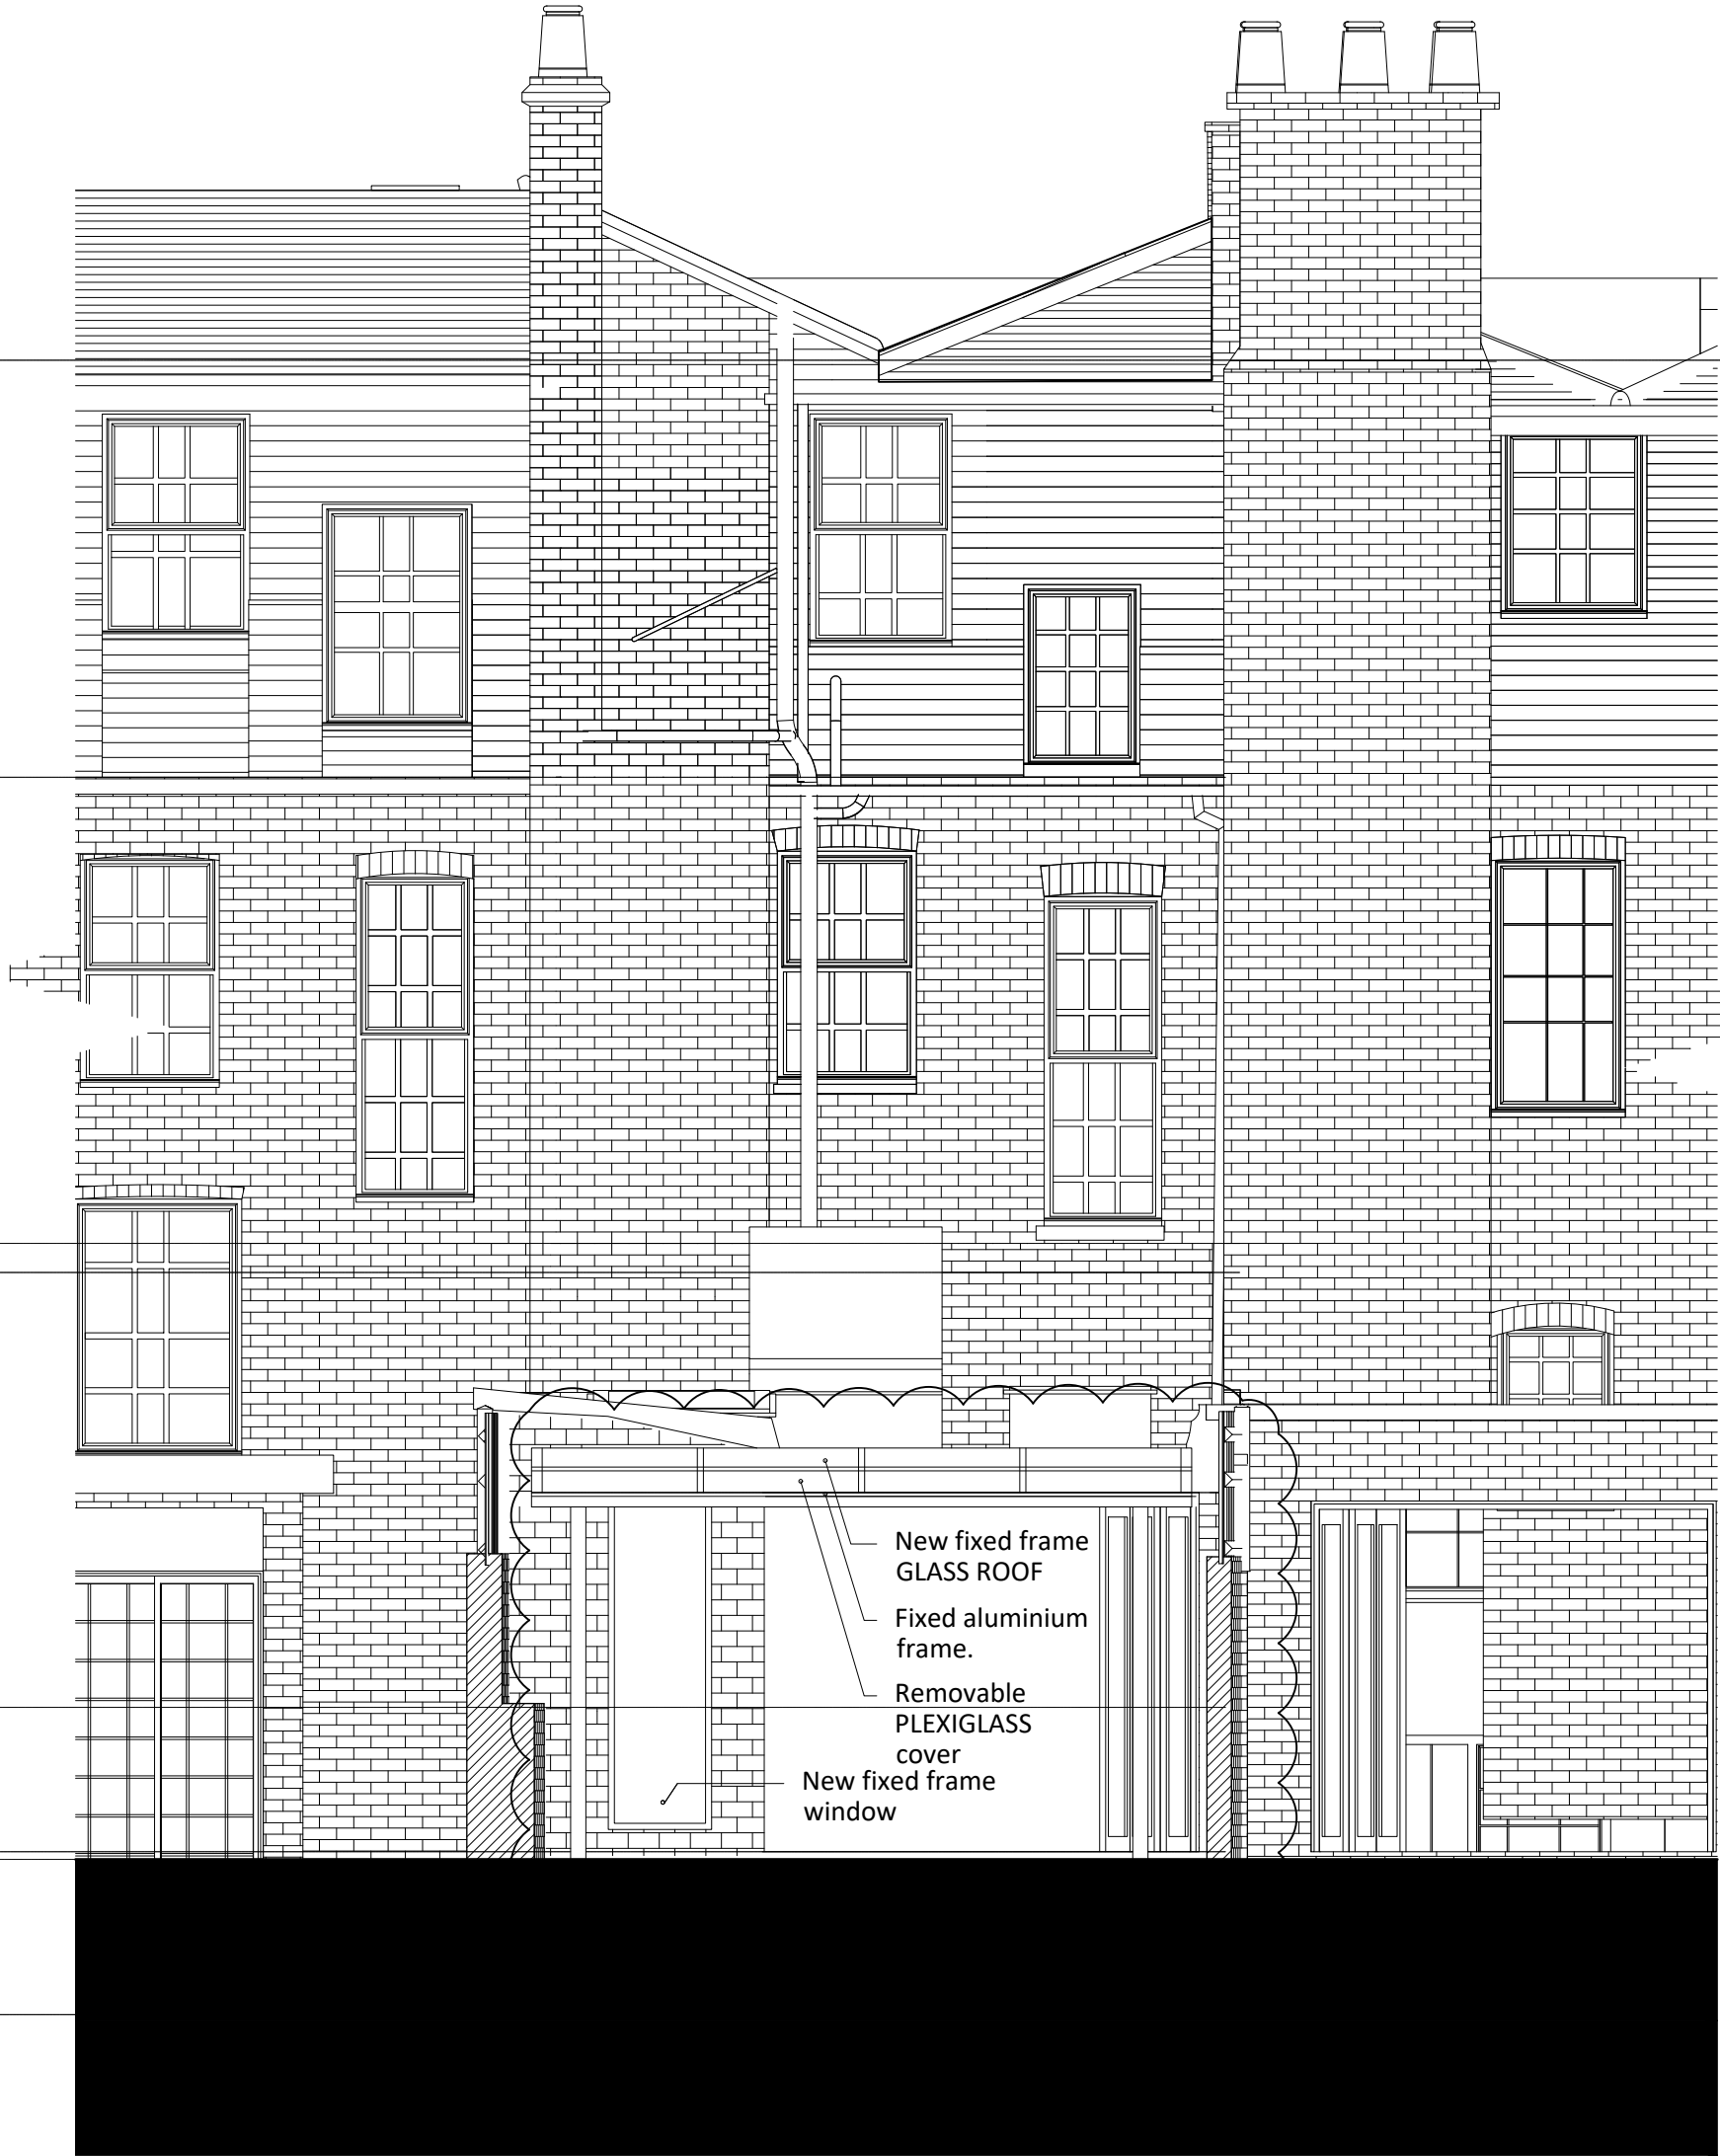 New fixed frame
GLASS ROOF
Fixed aluminium
frame.
Removable
PLEXIGLASS
cover
New fixed frame
window